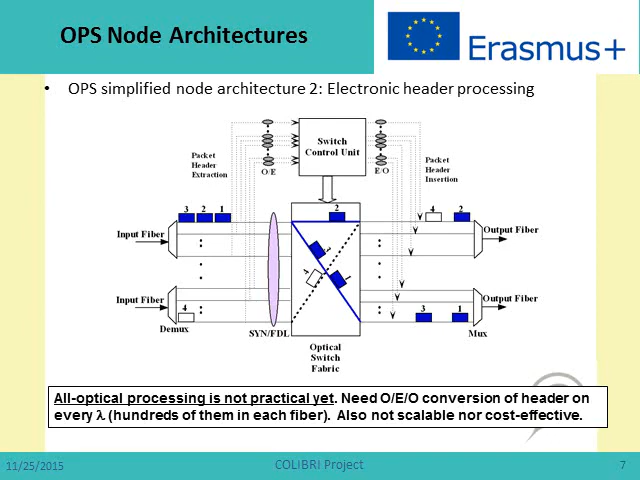 OPS Node Architectures
Erasmus+
• OPS simplified node architecture 2: Electronic header processing
Switch
Control Unit
Packet
Header
Extraction
O/E
E/O
Packet
Header
Insertion
3 2 1
2
4 2
Input Fiber
Output Fiber
3
4
1
Input Fiber
Output Fiber
4
3 1
Demux
SYN/FDL
Mux
Optical
Switch
Fabric
All-optical processing is not practical yet. Need O/E/O conversion of header on
every λ (hundreds of them in each fiber). Also not scalable nor cost-effective.
11/25/2015
COLIBRI Project
7